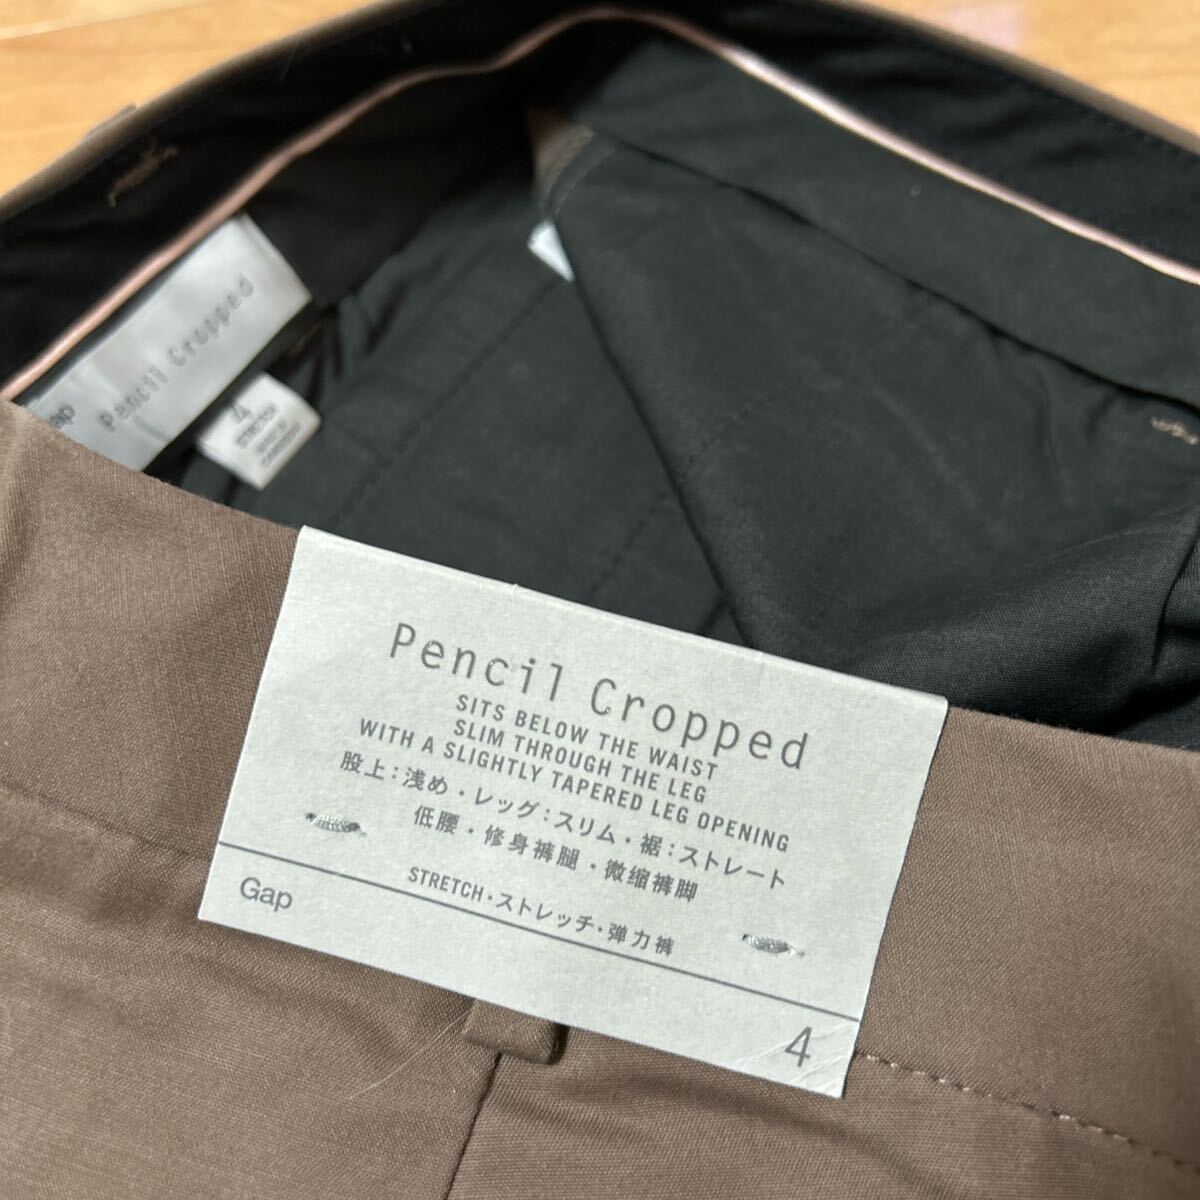 Pencil Cropped
Gap
4
STRETCH
Pencil Cropped
SITS BELOW THE WAIST
SLIM THROUGH THE LEG
WITH A SLIGHTLY TAPERED LEG OPENING
股上：浅め・レッグ：スリム・裾：ストレート
低腰・修身裤腿・微缩裤脚
STRETCH・ストレッチ・弹力裤
Gap
4